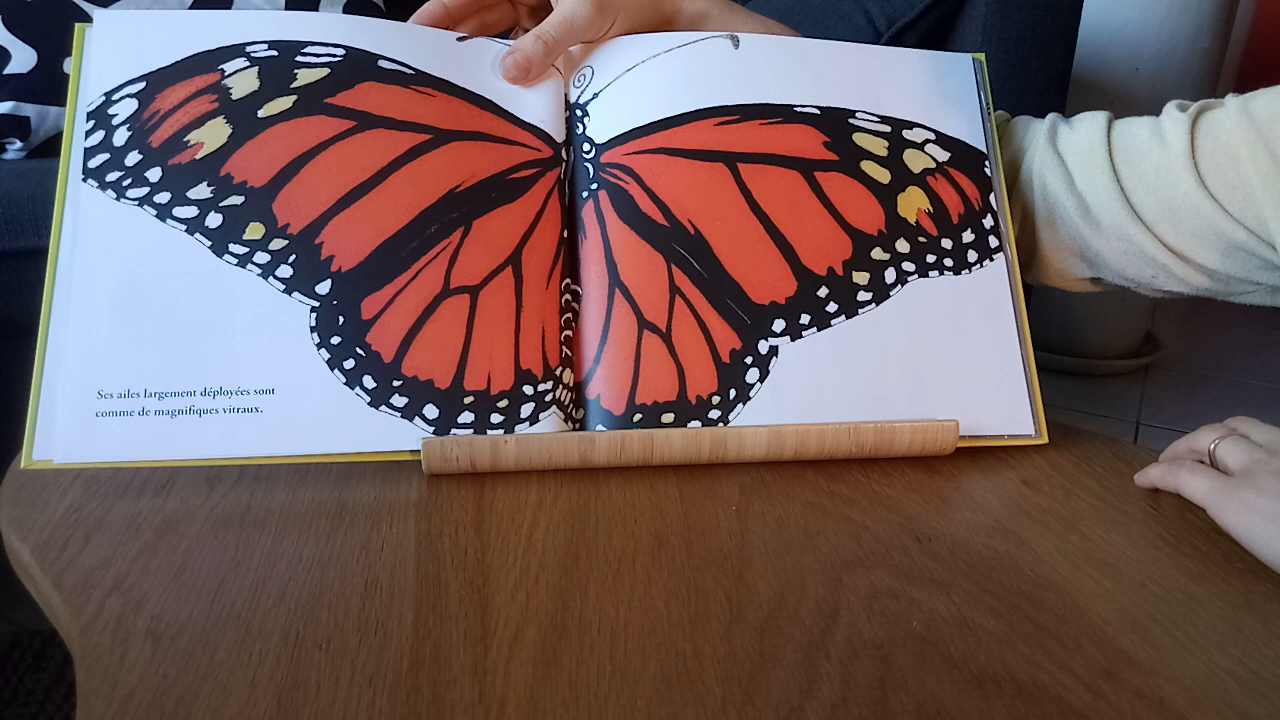 Ses ailes largement déployées sont
comme de magnifiques vitraux.